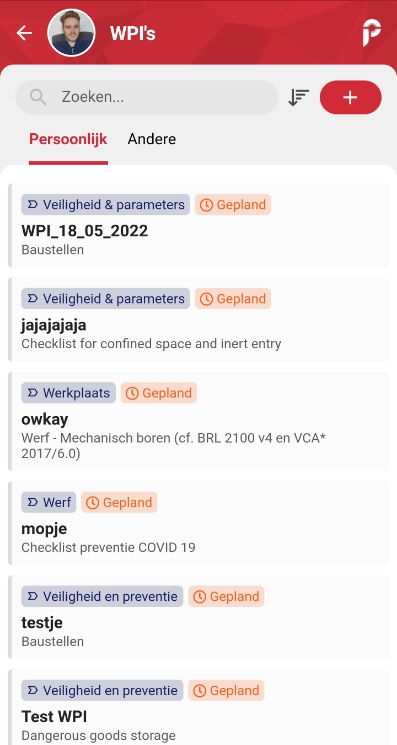 WPI's
Zoeken...
Persoonlijk Andere
Veiligheid & parameters Gepland
WPI_18_05_2022
Baustellen
Veiligheid & parameters Gepland
jajajajaja
Checklist for confined space and inert entry
Werkplaats Gepland
owkay
Werf - Mechanisch boren (cf. BRL 2100 v4 en VCA*
2017/6.0)
Werf Gepland
mopje
Checklist preventie COVID 19
Veiligheid en preventie Gepland
testje
Baustellen
Veiligheid en preventie Gepland
Test WPI
Dangerous goods storage